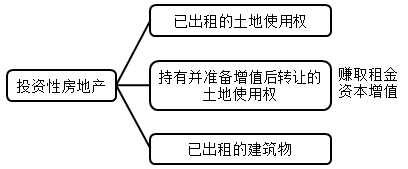 已出租的土地使用权
投资性房地产
持有并准备增值后转让的
土地使用权
赚取租金
资本增值
已出租的建筑物